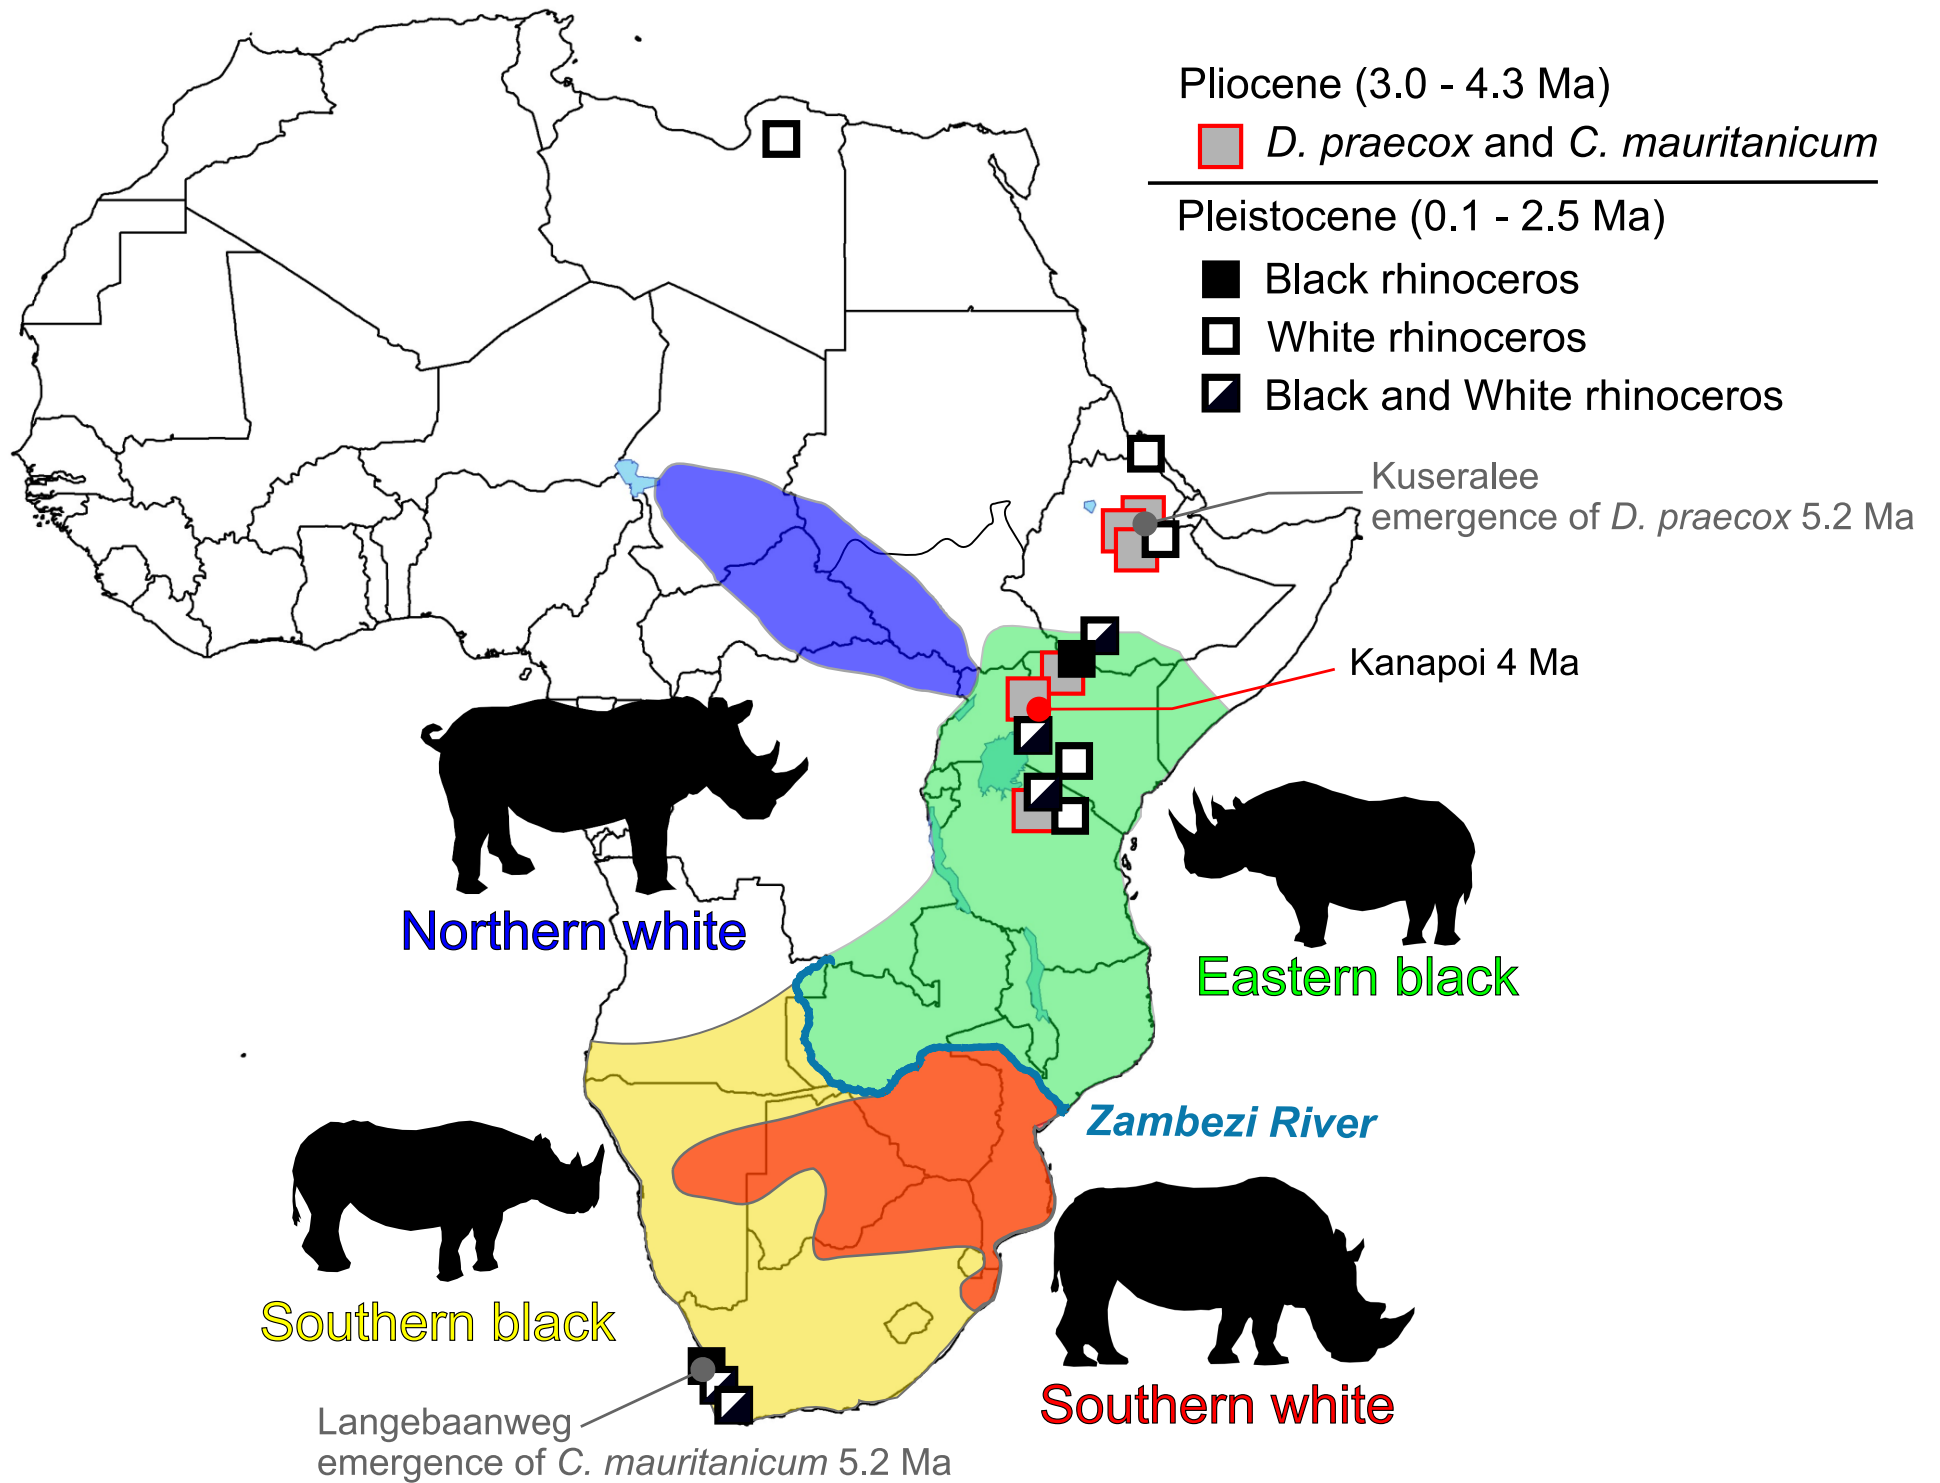 Pliocene (3.0 - 4.3 Ma)
D. praecox and C. mauritanicum
Pleistocene (0.1 - 2.5 Ma)
Black rhinoceros
White rhinoceros
Black and White rhinoceros
Kuseralee
emergence of D. praecox 5.2 Ma
Kanapoi 4 Ma
Northern white
Eastern black
Zambezi River
Southern black
Southern white
Langebaanweg
emergence of C. mauritanicum 5.2 Ma